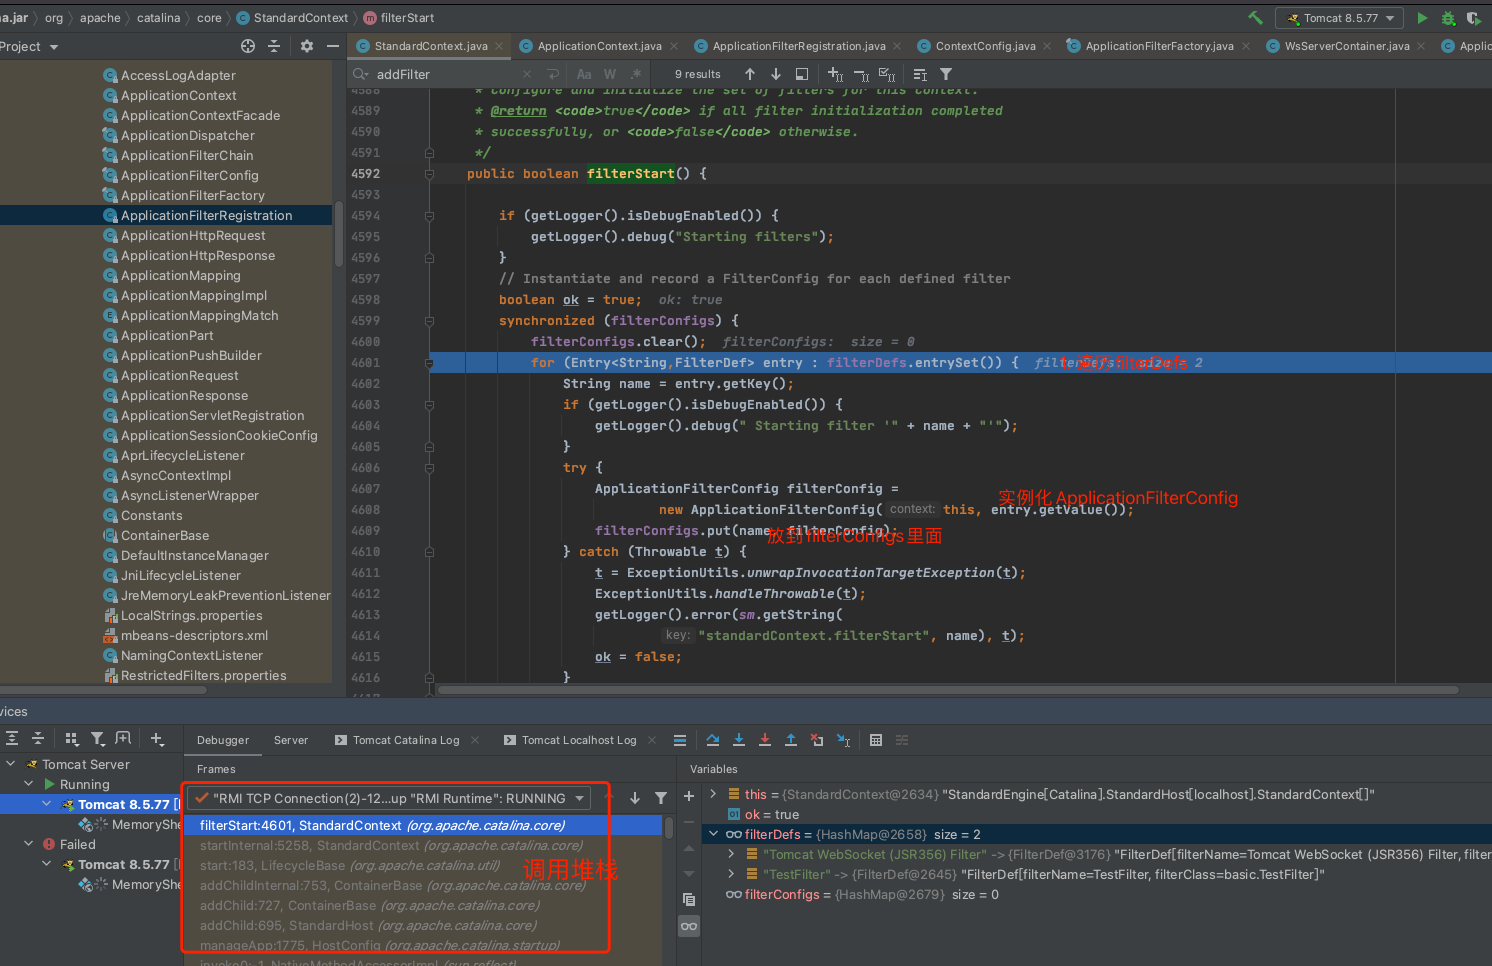 na.jar org apache catalina core StandardContext filterStart Tomcat 8.5.77
Project StandardContext.java ApplicationContext.java ApplicationFilterRegistration.java ContextConfig.java ApplicationFilterFactory.java WsServerContainer.java Applic
addFilter Aa W .* 9 results
AccessLogAdapter
ApplicationContext
ApplicationContextFacade
ApplicationDispatcher
ApplicationFilterChain
ApplicationFilterConfig
ApplicationFilterFactory
ApplicationFilterRegistration
ApplicationHttpRequest
ApplicationHttpResponse
ApplicationMapping
ApplicationMappingImpl
ApplicationMappingMatch
ApplicationPart
ApplicationPushBuilder
ApplicationRequest
ApplicationResponse
ApplicationServletRegistration
ApplicationSessionCookieConfig
AprLifecycleListener
AsyncContextImpl
AsyncListenerWrapper
Constants
ContainerBase
DefaultInstanceManager
JniLifecycleListener
JreMemoryLeakPreventionListener
LocalStrings.properties
mbeans-descriptors.xml
NamingContextListener
RestrictedFilters.properties
4588 * Configure and initialize the set of filters for this Context.
4589 * @return <code>true</code> if all filter initialization completed
4590 * successfully, or <code>false</code> otherwise.
4591 */
4592 public boolean filterStart() {
4593
4594 if (getLogger().isDebugEnabled()) {
4595 getLogger().debug("Starting filters");
4596 }
4597 // Instantiate and record a FilterConfig for each defined filter
4598 boolean ok = true; ok: true
4599 synchronized (filterConfigs) {
4600 filterConfigs.clear(); filterConfigs: size = 0
4601 for (Entry<String,FilterDef> entry : filterDefs.entrySet()) { filterDefs: size = 2
遍历filterDefs
4602 String name = entry.getKey();
4603 if (getLogger().isDebugEnabled()) {
4604 getLogger().debug(" Starting filter '" + name + "'");
4605 }
4606 try {
4607 ApplicationFilterConfig filterConfig =
实例化 ApplicationFilterConfig
4608 new ApplicationFilterConfig( context: this, entry.getValue());
4609 filterConfigs.put(name, filterConfig);
放到filterConfigs里面
4610 } catch (Throwable t) {
4611 t = ExceptionUtils.unwrapInvocationTargetException(t);
4612 ExceptionUtils.handleThrowable(t);
4613 getLogger().error(sm.getString(
4614 key: "standardContext.filterStart", name), t);
4615 ok = false;
4616 }
4617
vices
Debugger Server Tomcat Catalina Log Tomcat Localhost Log
Tomcat Server
Running
Tomcat 8.5.77 [l
MemoryShe
Failed
Tomcat 8.5.77 [l
MemoryShe
Frames
"RMI TCP Connection(2)-12...up "RMI Runtime": RUNNING
filterStart:4601, StandardContext (org.apache.catalina.core)
startInternal:5258, StandardContext (org.apache.catalina.core)
start:183, LifecycleBase (org.apache.catalina.util)
调用堆栈
addChildInternal:753, ContainerBase (org.apache.catalina.core)
addChild:727, ContainerBase (org.apache.catalina.core)
addChild:695, StandardHost (org.apache.catalina.core)
manageApp:1775, HostConfig (org.apache.catalina.startup)
invoke0:-1, NativeMethodAccessorImpl (sun.reflect)
Variables
this = {StandardContext@2634} "StandardEngine[Catalina].StandardHost[localhost].StandardContext[]"
ok = true
filterDefs = {HashMap@2658} size = 2
"Tomcat WebSocket (JSR356) Filter" -> {FilterDef@3176} "FilterDef[filterName=Tomcat WebSocket (JSR356) Filter, filter
"TestFilter" -> {FilterDef@2645} "FilterDef[filterName=TestFilter, filterClass=basic.TestFilter]"
filterConfigs = {HashMap@2679} size = 0